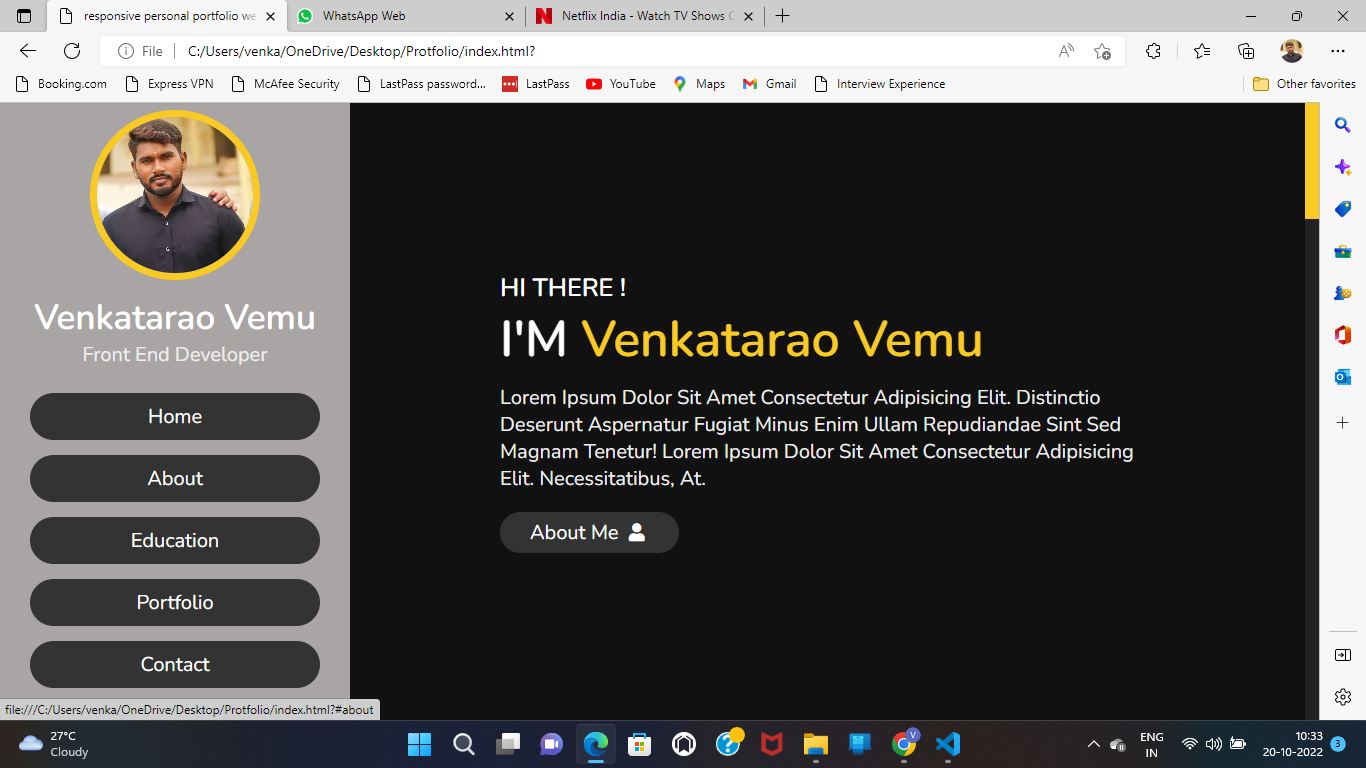 responsive personal portfolio we
WhatsApp Web
Netflix India - Watch TV Shows O
File
C:/Users/venka/OneDrive/Desktop/Protfolio/index.html?
Booking.com
Express VPN
McAfee Security
LastPass password...
LastPass
YouTube
Maps
Gmail
Interview Experience
Other favorites
Venkatarao Vemu
Front End Developer
Home
About
Education
Portfolio
Contact
HI THERE !
I'M Venkatarao Vemu
Lorem Ipsum Dolor Sit Amet Consectetur Adipisicing Elit. Distinctio
Deserunt Aspernatur Fugiat Minus Enim Ullam Repudiandae Sint Sed
Magnam Tenetur! Lorem Ipsum Dolor Sit Amet Consectetur Adipisicing
Elit. Necessitatibus, At.
About Me
file:///C:/Users/venka/OneDrive/Desktop/Protfolio/index.html?#about
27°C
Cloudy
V
ENG
IN
10:33
20-10-2022
3